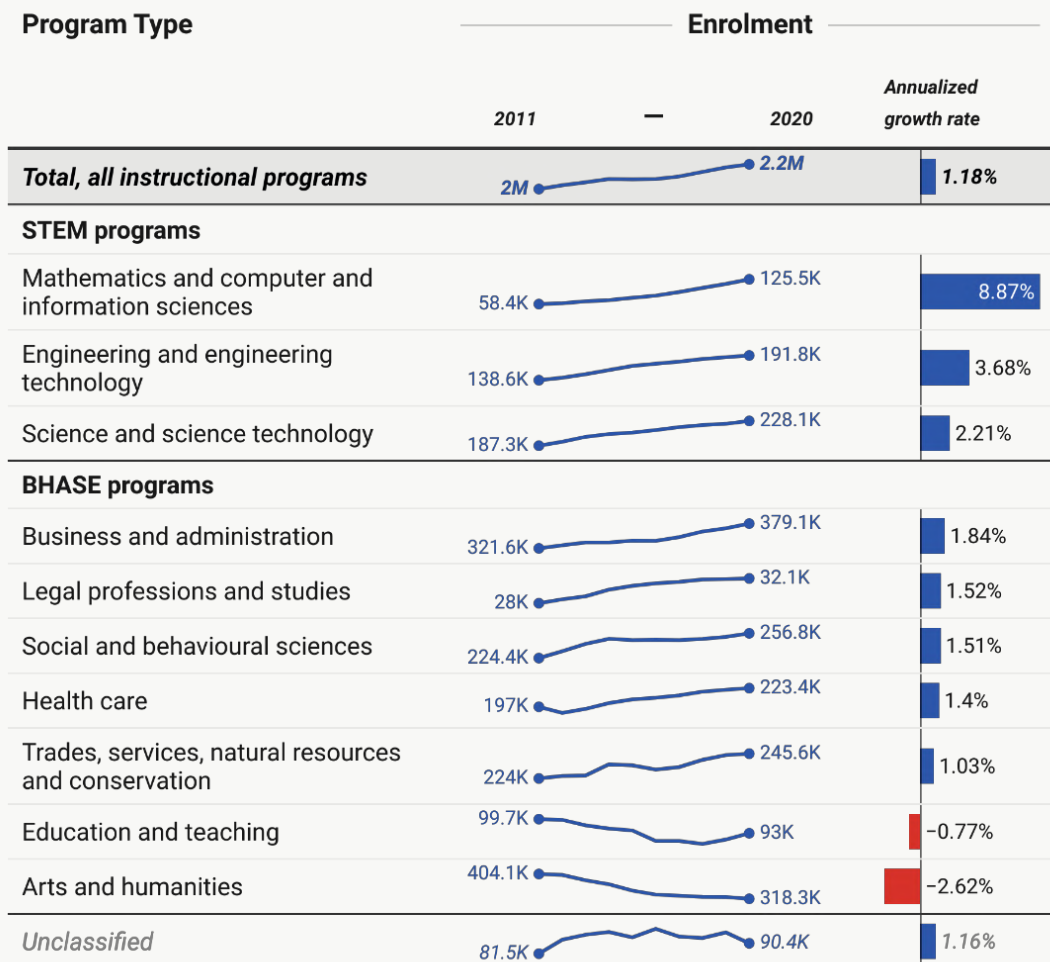 Program Type
Enrolment
Annualized
growth rate
2011 — 2020
Total, all instructional programs 2M 2.2M 1.18%
STEM programs
Mathematics and computer and
information sciences 58.4K 125.5K 8.87%
Engineering and engineering
technology 138.6K 191.8K 3.68%
Science and science technology 187.3K 228.1K 2.21%
BHASE programs
Business and administration 321.6K 379.1K 1.84%
Legal professions and studies 28K 32.1K 1.52%
Social and behavioural sciences 224.4K 256.8K 1.51%
Health care 197K 223.4K 1.4%
Trades, services, natural resources
and conservation 224K 245.6K 1.03%
Education and teaching 99.7K 93K −0.77%
Arts and humanities 404.1K 318.3K −2.62%
Unclassified 81.5K 90.4K 1.16%